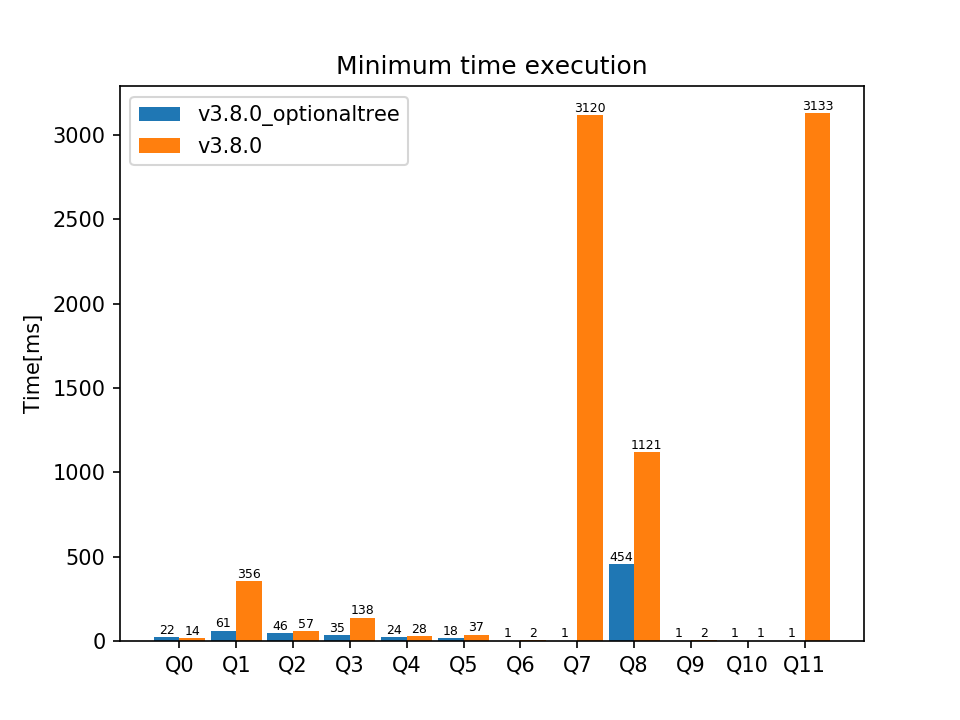 Minimum time execution
v3.8.0_optionaltree
v3.8.0
Time[ms]
3000
2500
2000
1500
1000
500
0
22 14 61 356 46 57 35 138 24 28 18 37 1 2 1 3120 454 1121 1 2 1 1 1 3133
Q0 Q1 Q2 Q3 Q4 Q5 Q6 Q7 Q8 Q9 Q10 Q11